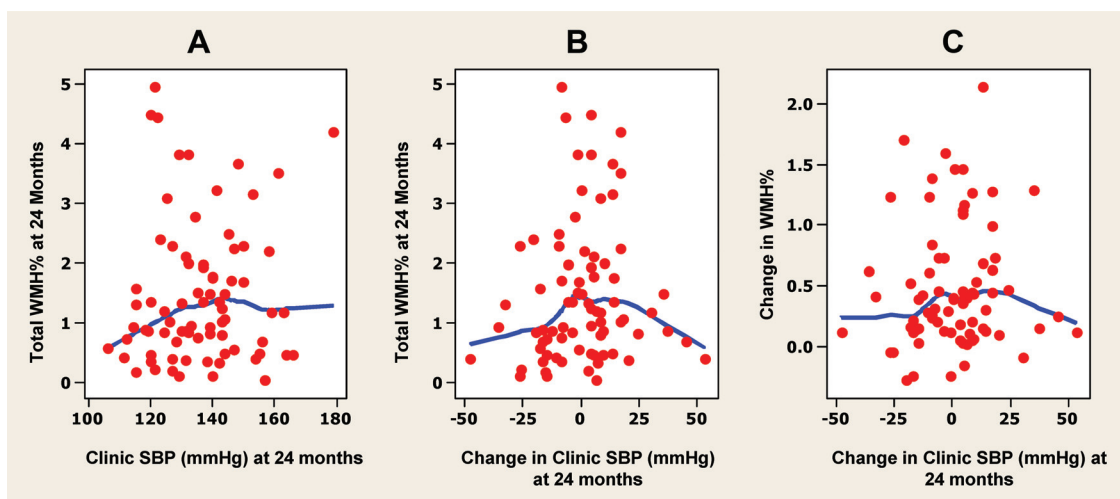 A
B
C
Total WMH% at 24 Months
5
4
3
2
1
0
100
120
140
160
180
Clinic SBP (mmHg) at 24 months
Total WMH% at 24 Months
5
4
3
2
1
0
-50
-25
0
25
50
Change in Clinic SBP (mmHg)
at 24 months
Change in WMH%
2.0
1.5
1.0
0.5
0.0
-50
-25
0
25
50
Change in Clinic SBP (mmHg) at
24 months